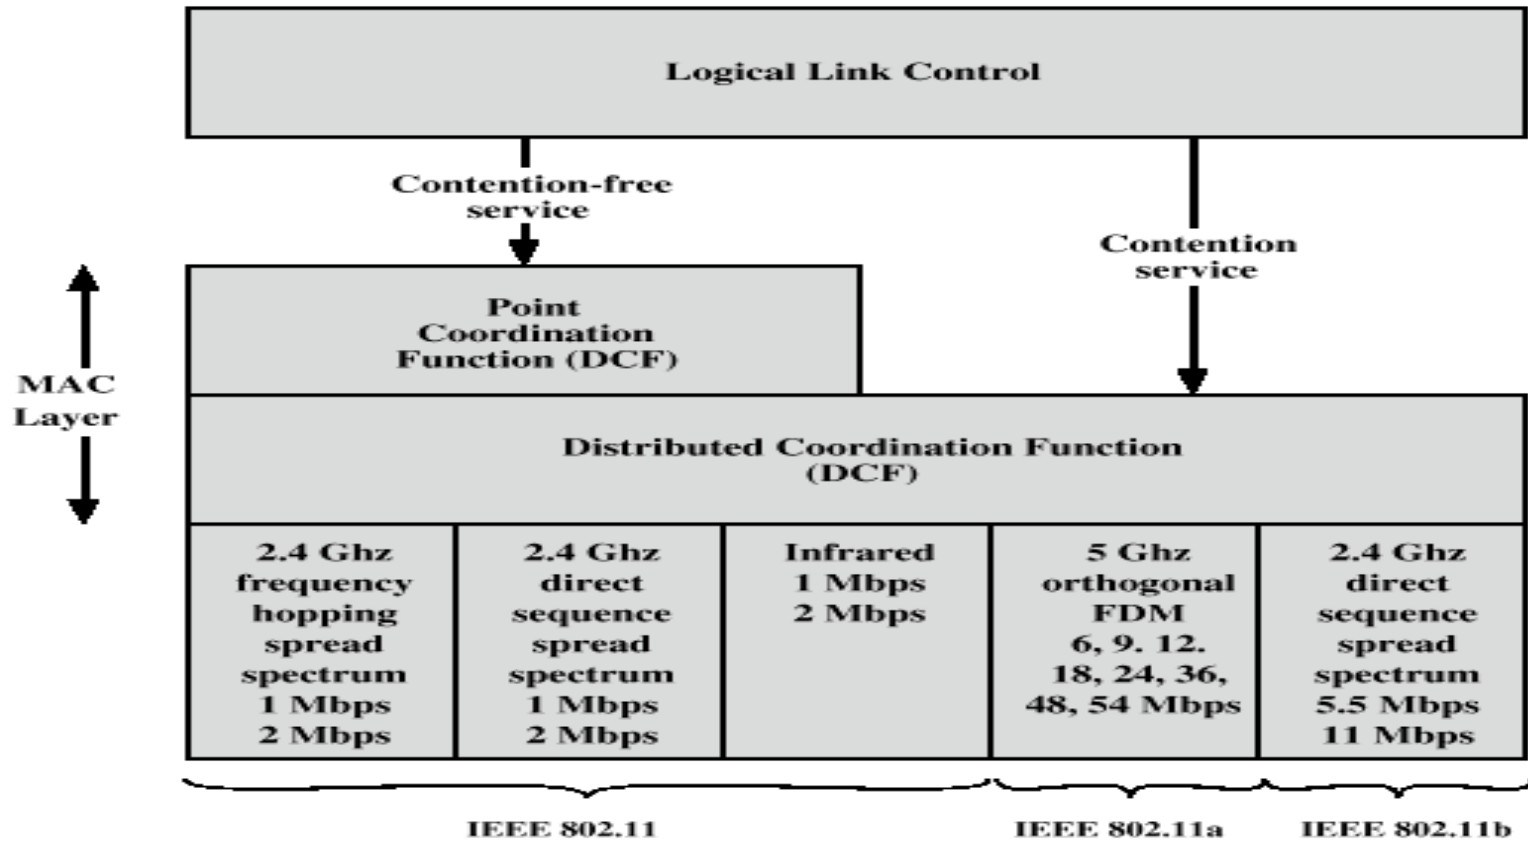 Logical Link Control
Contention-free
service
Contention
service
Point
Coordination
Function (DCF)
MAC
Layer
Distributed Coordination Function
(DCF)
2.4 Ghz
frequency
hopping
spread
spectrum
1 Mbps
2 Mbps
2.4 Ghz
direct
sequence
spread
spectrum
1 Mbps
2 Mbps
Infrared
1 Mbps
2 Mbps
5 Ghz
orthogonal
FDM
6, 9. 12.
18, 24, 36,
48, 54 Mbps
2.4 Ghz
direct
sequence
spread
spectrum
5.5 Mbps
11 Mbps
IEEE 802.11
IEEE 802.11a
IEEE 802.11b